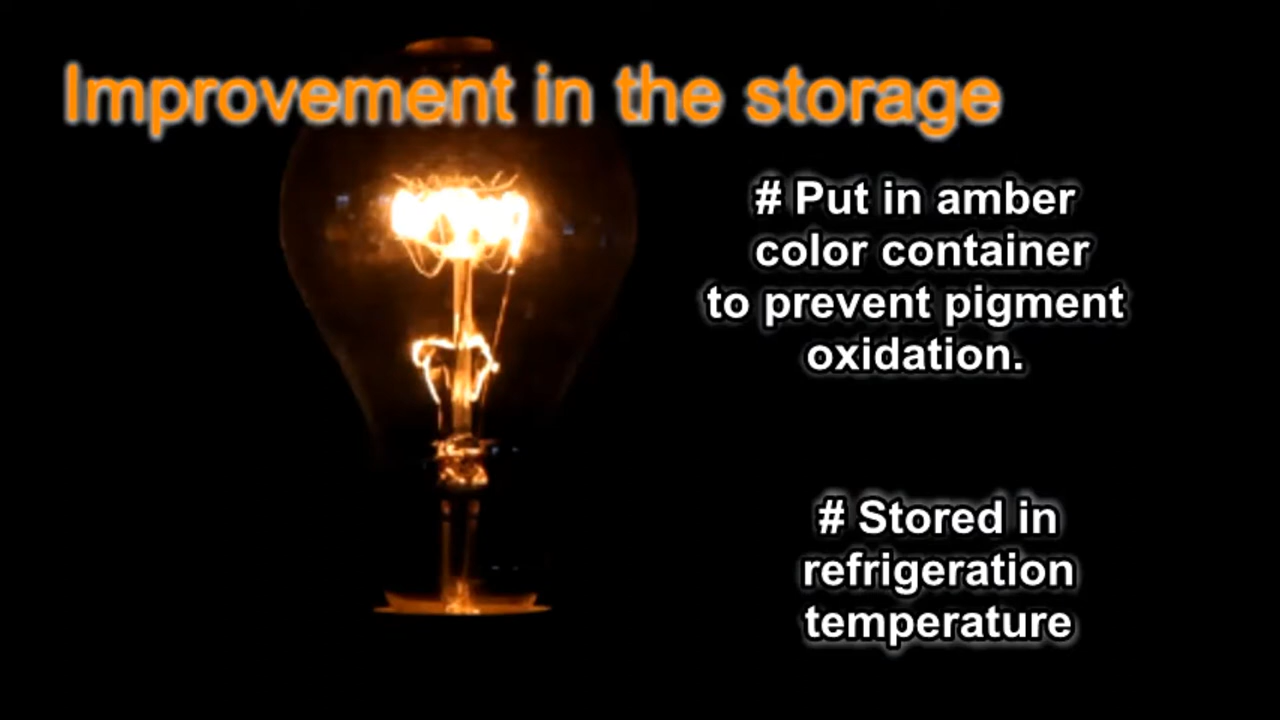 Improvement in the storage
# Put in amber
color container
to prevent pigment
oxidation.
# Stored in
refrigeration
temperature